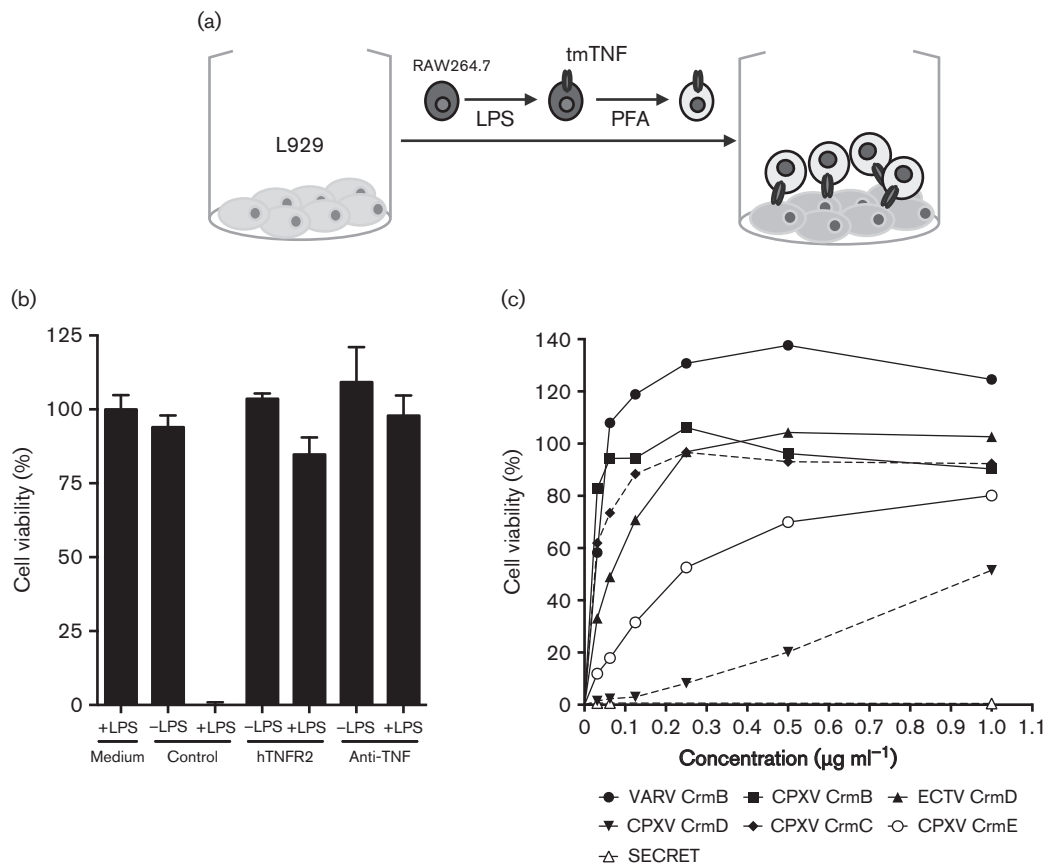 (a)
RAW264.7
tmTNF
LPS
PFA
L929
(b)
125
100
75
50
25
0
Cell viability (%)
+LPS −LPS +LPS −LPS +LPS −LPS +LPS
Medium Control hTNFR2 Anti-TNF
(c)
140
120
100
80
60
40
20
0
Cell viability (%)
0 0.1 0.2 0.3 0.4 0.5 0.6 0.7 0.8 0.9 1.0 1.1
Concentration (µg ml⁻¹)
VARV CrmB CPXV CrmB ECTV CrmD
CPXV CrmD CPXV CrmC CPXV CrmE
SECRET